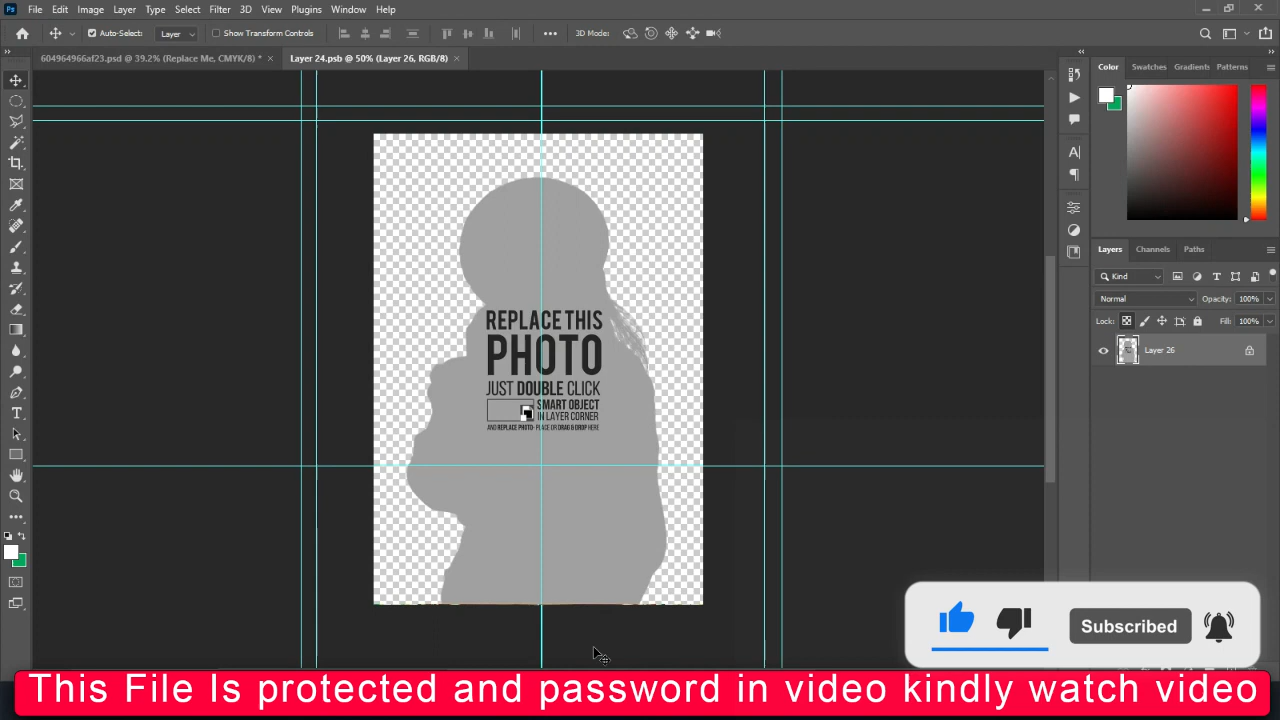 Ps File Edit Image Layer Type Select Filter 3D View Plugins Window Help
Auto-Select: Layer Show Transform Controls 3D Mode:
604964966af23.psd @ 39.2% (Replace Me, CMYK/8) * × Layer 24.psb @ 50% (Layer 26, RGB/8) ×
Color Swatches Gradients Patterns
REPLACE THIS
PHOTO
JUST DOUBLE CLICK
SMART OBJECT
IN LAYER CORNER
AND REPLACE PHOTO- PLACE OR DRAG & DROP HERE
Layers Channels Paths
Kind
Normal Opacity: 100%
Lock: Fill: 100%
Layer 26
Subscribed
This File Is protected and password in video kindly watch video